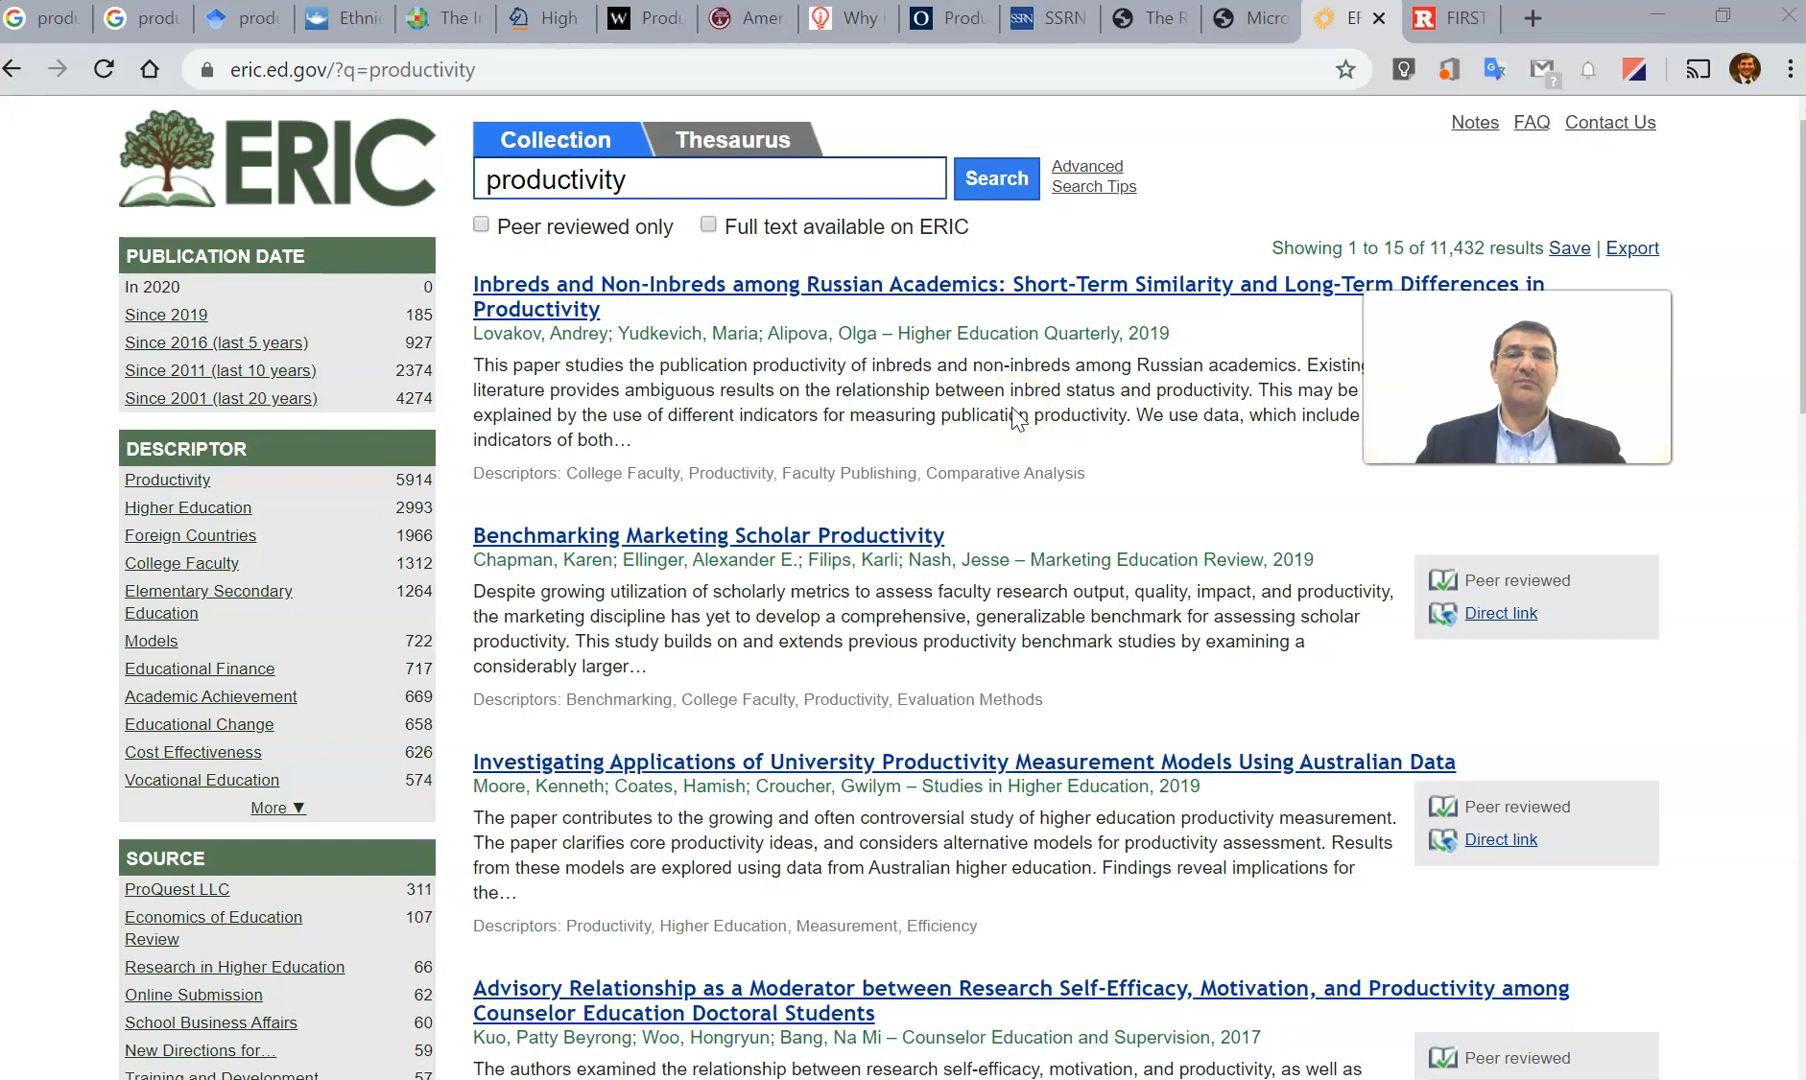 produ
produ
produ
Ethni
The I
High
Produ
Amer
Why
Produ
SSRN
The R
Micro
FIRST
eric.ed.gov/?q=productivity
ERIC
Collection
Thesaurus
Notes
FAQ
Contact Us
productivity
Search
Advanced
Search Tips
Peer reviewed only
Full text available on ERIC
Showing 1 to 15 of 11,432 results Save | Export
PUBLICATION DATE
In 2020 0
Since 2019 185
Since 2016 (last 5 years) 927
Since 2011 (last 10 years) 2374
Since 2001 (last 20 years) 4274
DESCRIPTOR
Productivity 5914
Higher Education 2993
Foreign Countries 1966
College Faculty 1312
Elementary Secondary 1264
Education
Models 722
Educational Finance 717
Academic Achievement 669
Educational Change 658
Cost Effectiveness 626
Vocational Education 574
More ▼
SOURCE
ProQuest LLC 311
Economics of Education 107
Review
Research in Higher Education 66
Online Submission 62
School Business Affairs 60
New Directions for… 59
Training and Development 57
Inbreds and Non-Inbreds among Russian Academics: Short-Term Similarity and Long-Term Differences in
Productivity
Lovakov, Andrey; Yudkevich, Maria; Alipova, Olga – Higher Education Quarterly, 2019
This paper studies the publication productivity of inbreds and non-inbreds among Russian academics. Existing
literature provides ambiguous results on the relationship between inbred status and productivity. This may be
explained by the use of different indicators for measuring publication productivity. We use data, which include
indicators of both…
Descriptors: College Faculty, Productivity, Faculty Publishing, Comparative Analysis
Benchmarking Marketing Scholar Productivity
Chapman, Karen; Ellinger, Alexander E.; Filips, Karli; Nash, Jesse – Marketing Education Review, 2019
Despite growing utilization of scholarly metrics to assess faculty research output, quality, impact, and productivity,
the marketing discipline has yet to develop a comprehensive, generalizable benchmark for assessing scholar
productivity. This study builds on and extends previous productivity benchmark studies by examining a
considerably larger…
Descriptors: Benchmarking, College Faculty, Productivity, Evaluation Methods
Peer reviewed
Direct link
Investigating Applications of University Productivity Measurement Models Using Australian Data
Moore, Kenneth; Coates, Hamish; Croucher, Gwilym – Studies in Higher Education, 2019
The paper contributes to the growing and often controversial study of higher education productivity measurement.
The paper clarifies core productivity ideas, and considers alternative models for productivity assessment. Results
from these models are explored using data from Australian higher education. Findings reveal implications for
the…
Descriptors: Productivity, Higher Education, Measurement, Efficiency
Peer reviewed
Direct link
Advisory Relationship as a Moderator between Research Self-Efficacy, Motivation, and Productivity among
Counselor Education Doctoral Students
Kuo, Patty Beyrong; Woo, Hongryun; Bang, Na Mi – Counselor Education and Supervision, 2017
The authors examined the relationship between research self-efficacy, motivation, and productivity, as well as
Peer reviewed